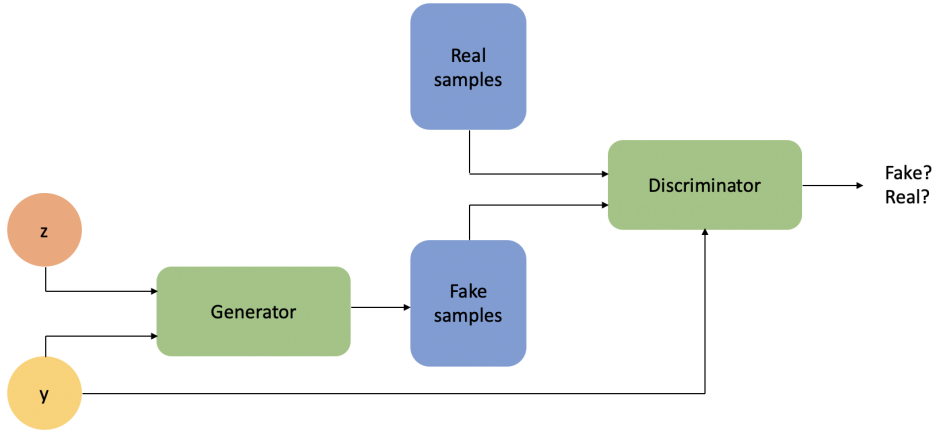 Real
samples
Discriminator
Fake?
Real?
z
Generator
Fake
samples
y